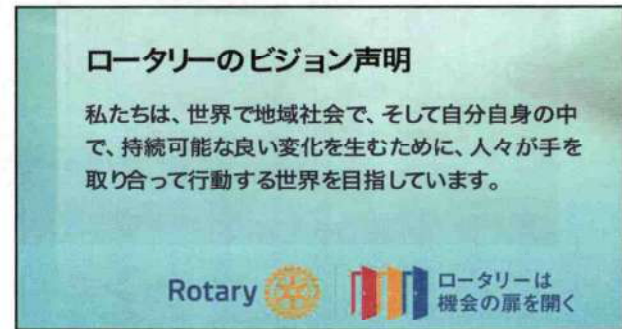 ロータリーのビジョン声明
私たちは、世界で地域社会で、そして自分自身の中
で、持続可能な良い変化を生むために、人々が手を
取り合って行動する世界を目指しています。
Rotary
ロータリーは
機会の扉を開く